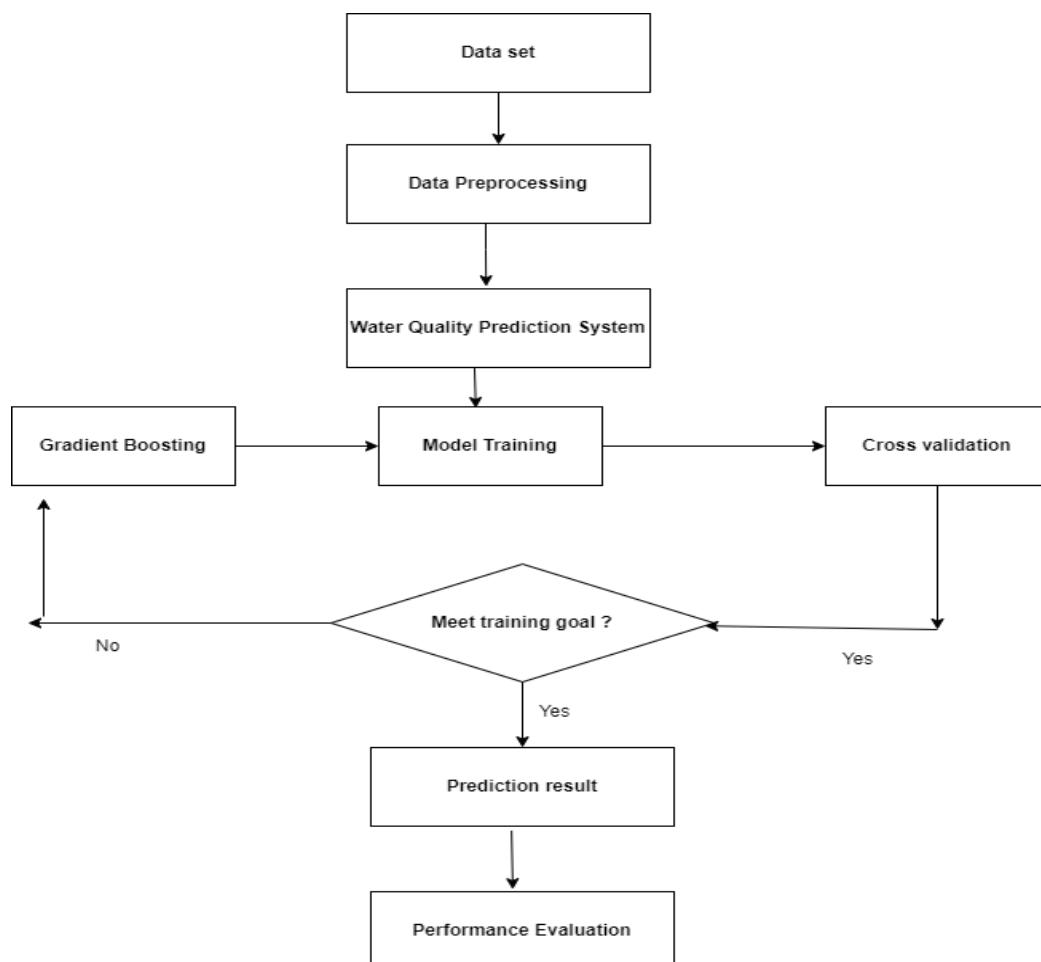 Data set
Data Preprocessing
Water Quality Prediction System
Gradient Boosting
Model Training
Cross validation
Meet training goal ?
No
Yes
Yes
Prediction result
Performance Evaluation